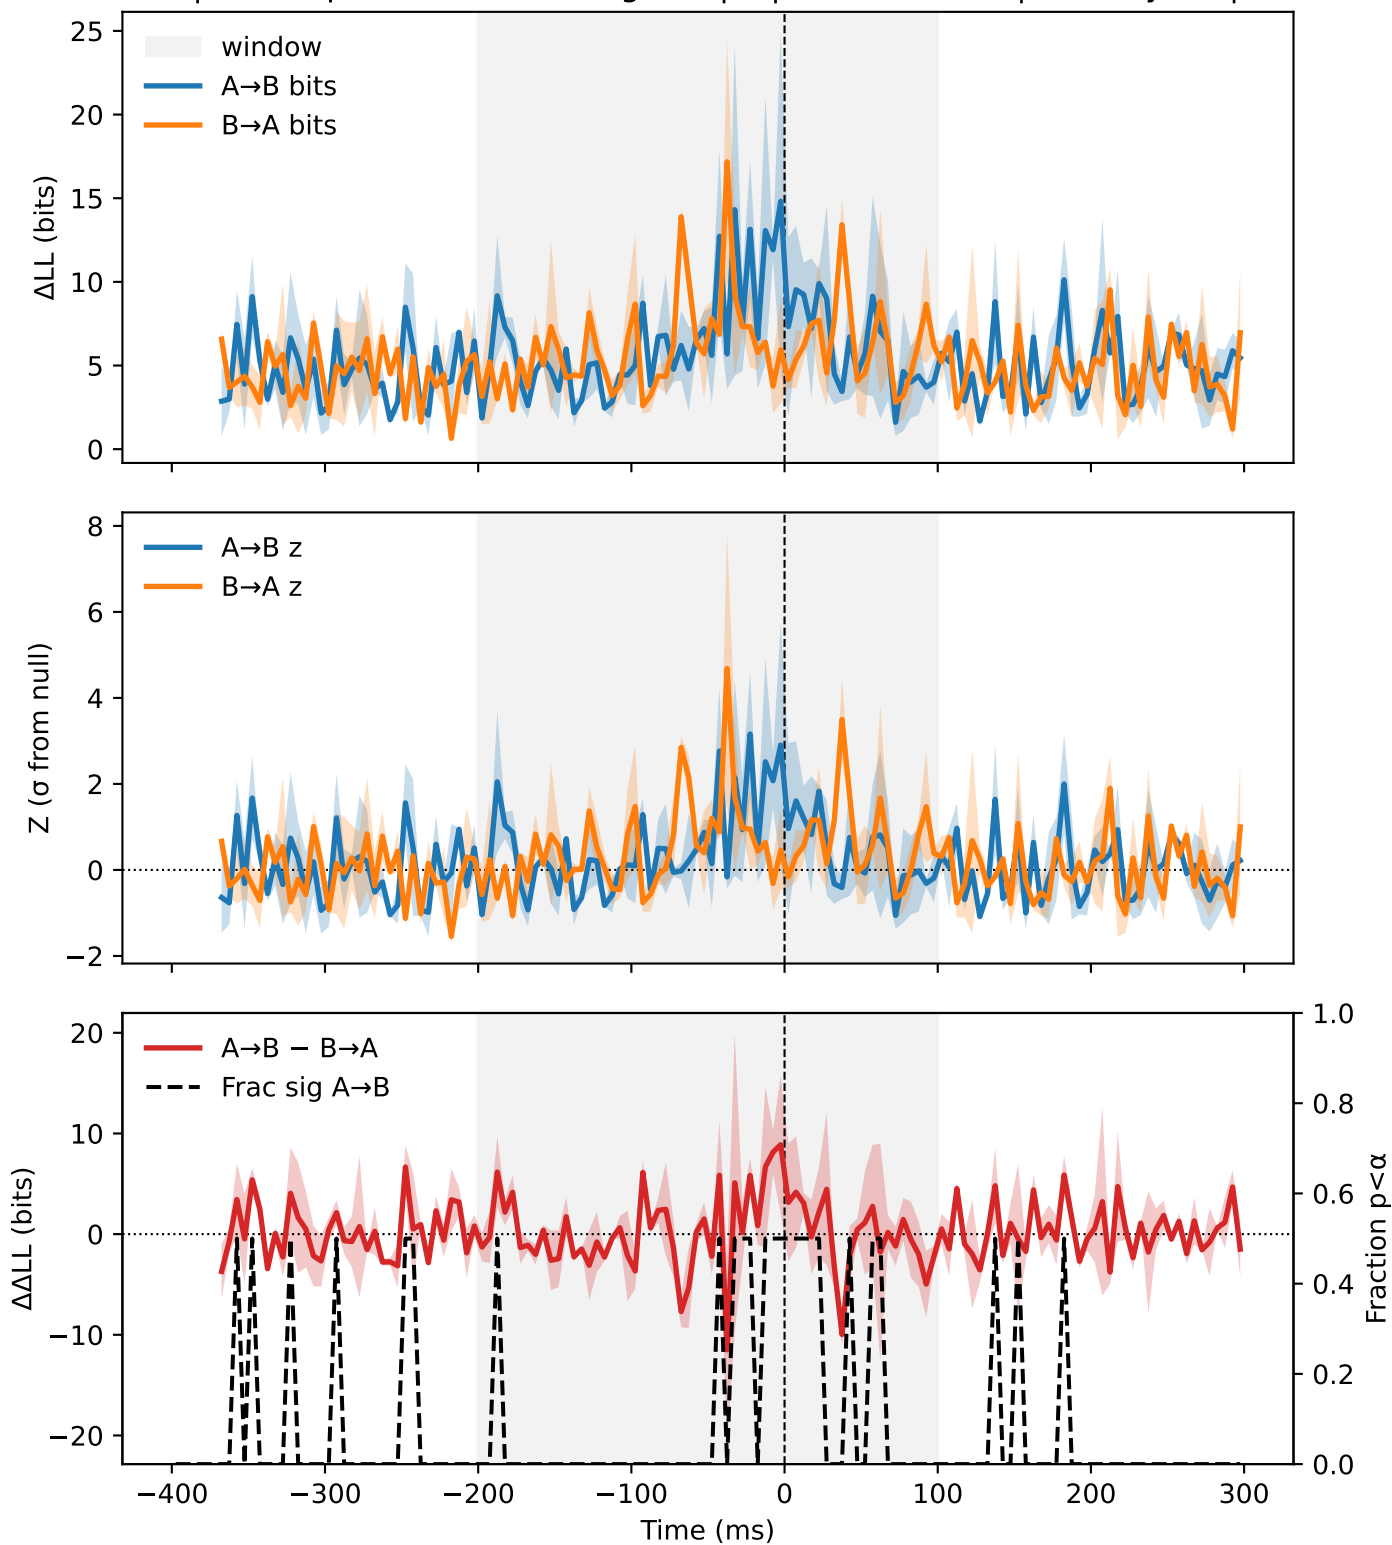 25
20
15
10
5
0
ΔLL (bits)
window
A→B bits
B→A bits
8
6
4
2
0
−2
Z (σ from null)
A→B z
B→A z
20
10
0
−10
−20
ΔΔLL (bits)
A→B − B→A
Frac sig A→B
1.0
0.8
0.6
0.4
0.2
0.0
Fraction p<α
−400 −300 −200 −100 0 100 200 300
Time (ms)